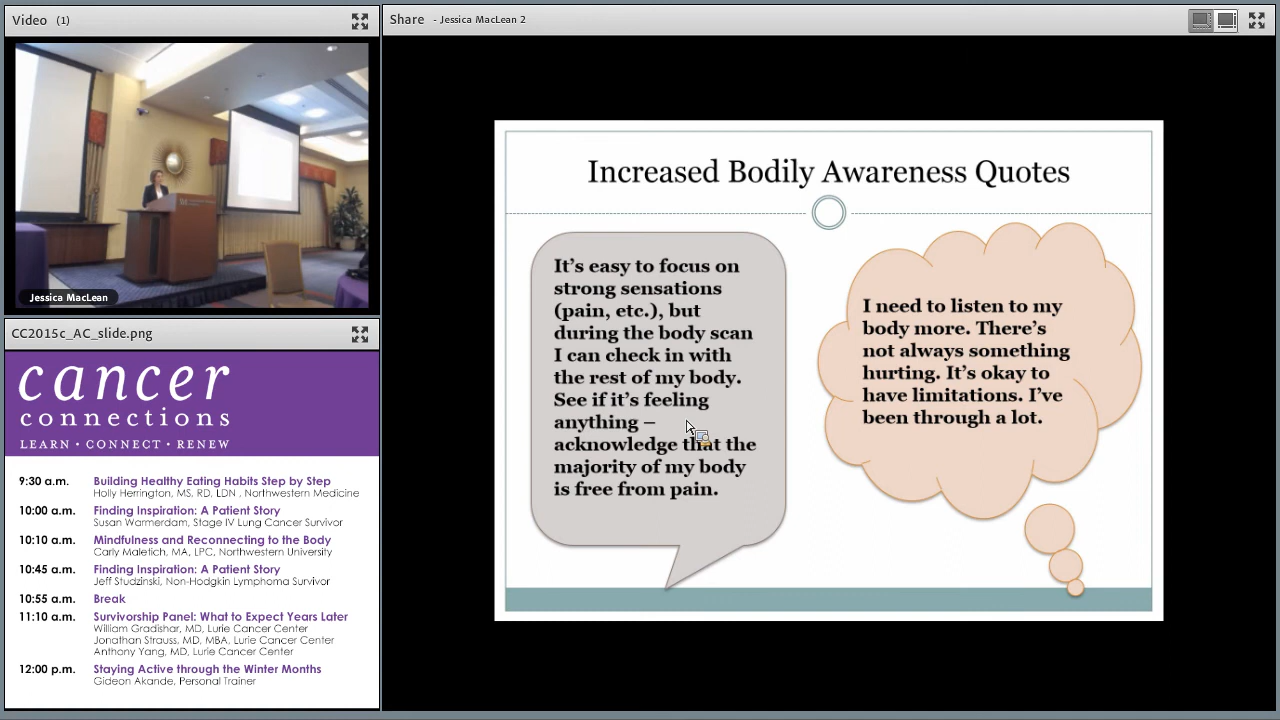 Video (1)
Jessica MacLean
CC2015c_AC_slide.png
cancer
connections
LEARN • CONNECT • RENEW
9:30 a.m. Building Healthy Eating Habits Step by Step
Holly Herrington, MS, RD, LDN , Northwestern Medicine
10:00 a.m. Finding Inspiration: A Patient Story
Susan Warmerdam, Stage IV Lung Cancer Survivor
10:10 a.m. Mindfulness and Reconnecting to the Body
Carly Maletich, MA, LPC, Northwestern University
10:45 a.m. Finding Inspiration: A Patient Story
Jeff Studzinski, Non-Hodgkin Lymphoma Survivor
10:55 a.m. Break
11:10 a.m. Survivorship Panel: What to Expect Years Later
William Gradishar, MD, Lurie Cancer Center
Jonathan Strauss, MD, MBA, Lurie Cancer Center
Anthony Yang, MD, Lurie Cancer Center
12:00 p.m. Staying Active through the Winter Months
Gideon Akande, Personal Trainer
Share - Jessica MacLean 2
Increased Bodily Awareness Quotes
It's easy to focus on
strong sensations
(pain, etc.), but
during the body scan
I can check in with
the rest of my body.
See if it's feeling
anything –
acknowledge that the
majority of my body
is free from pain.
I need to listen to my
body more. There's
not always something
hurting. It's okay to
have limitations. I've
been through a lot.